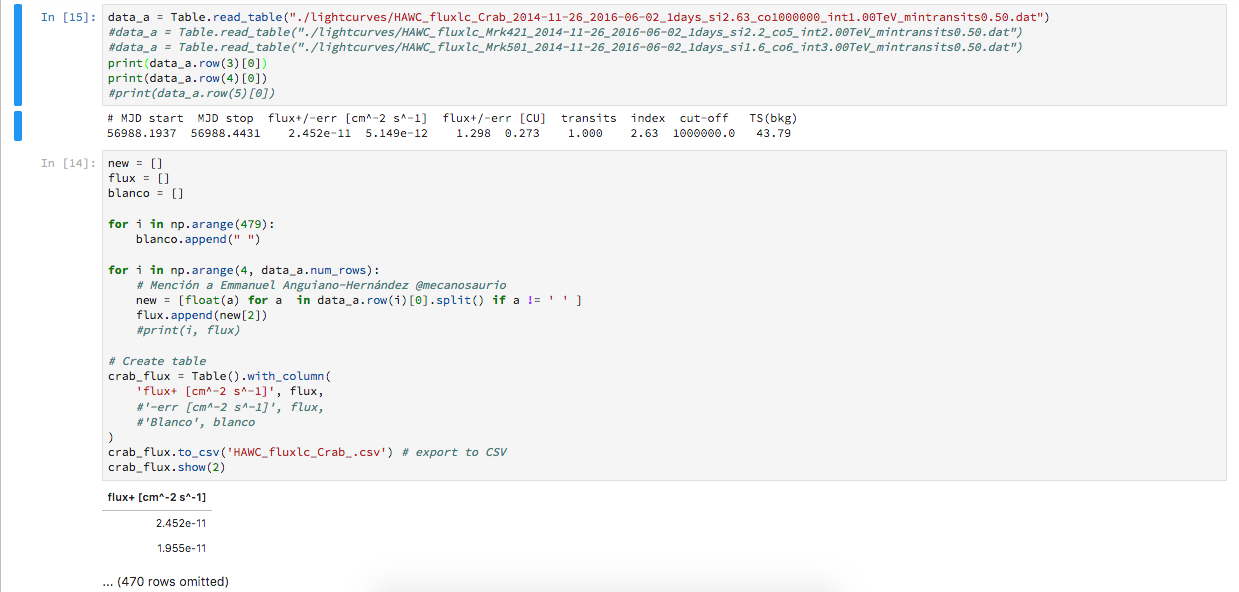 In [15]: data_a = Table.read_table("./lightcurves/HAWC_fluxlc_Crab_2014-11-26_2016-06-02_1days_si2.63_co1000000_int1.00TeV_mintransits0.50.dat")
#data_a = Table.read_table("./lightcurves/HAWC_fluxlc_Mrk421_2014-11-26_2016-06-02_1days_si2.2_co5_int2.00TeV_mintransits0.50.dat")
#data_a = Table.read_table("./lightcurves/HAWC_fluxlc_Mrk501_2014-11-26_2016-06-02_1days_si1.6_co6_int3.00TeV_mintransits0.50.dat")
print(data_a.row(3)[0])
print(data_a.row(4)[0])
#print(data_a.row(5)[0])
# MJD start  MJD stop  flux+/-err [cm^-2 s^-1]  flux+/-err [CU]  transits  index  cut-off   TS(bkg)
56988.1937  56988.4431    2.452e-11  5.149e-12    1.298  0.273    1.000    2.63  1000000.0   43.79
In [14]: new = []
flux = []
blanco = []
for i in np.arange(479):
    blanco.append(" ")
for i in np.arange(4, data_a.num_rows):
    # Mención a Emmanuel Anguiano-Hernández @mecanosaurio
    new = [float(a) for a  in data_a.row(i)[0].split() if a != ' ' ]
    flux.append(new[2])
    #print(i, flux)
# Create table
crab_flux = Table().with_column(
    'flux+ [cm^-2 s^-1]', flux,
    #'-err [cm^-2 s^-1]', flux,
    #'Blanco', blanco
)
crab_flux.to_csv('HAWC_fluxlc_Crab_.csv') # export to CSV
crab_flux.show(2)
flux+ [cm^-2 s^-1]
2.452e-11
1.955e-11
... (470 rows omitted)